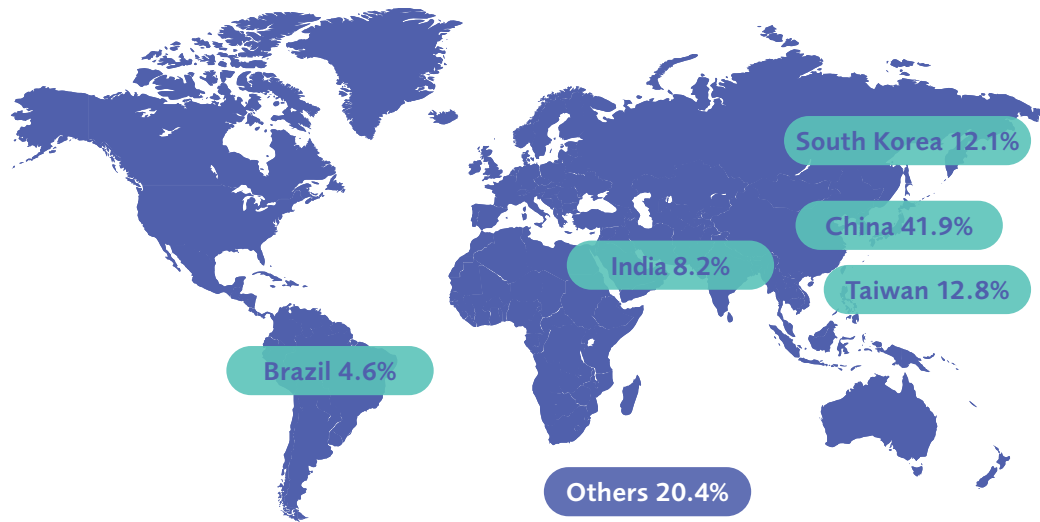 South Korea 12.1%
China 41.9%
India 8.2%
Taiwan 12.8%
Brazil 4.6%
Others 20.4%